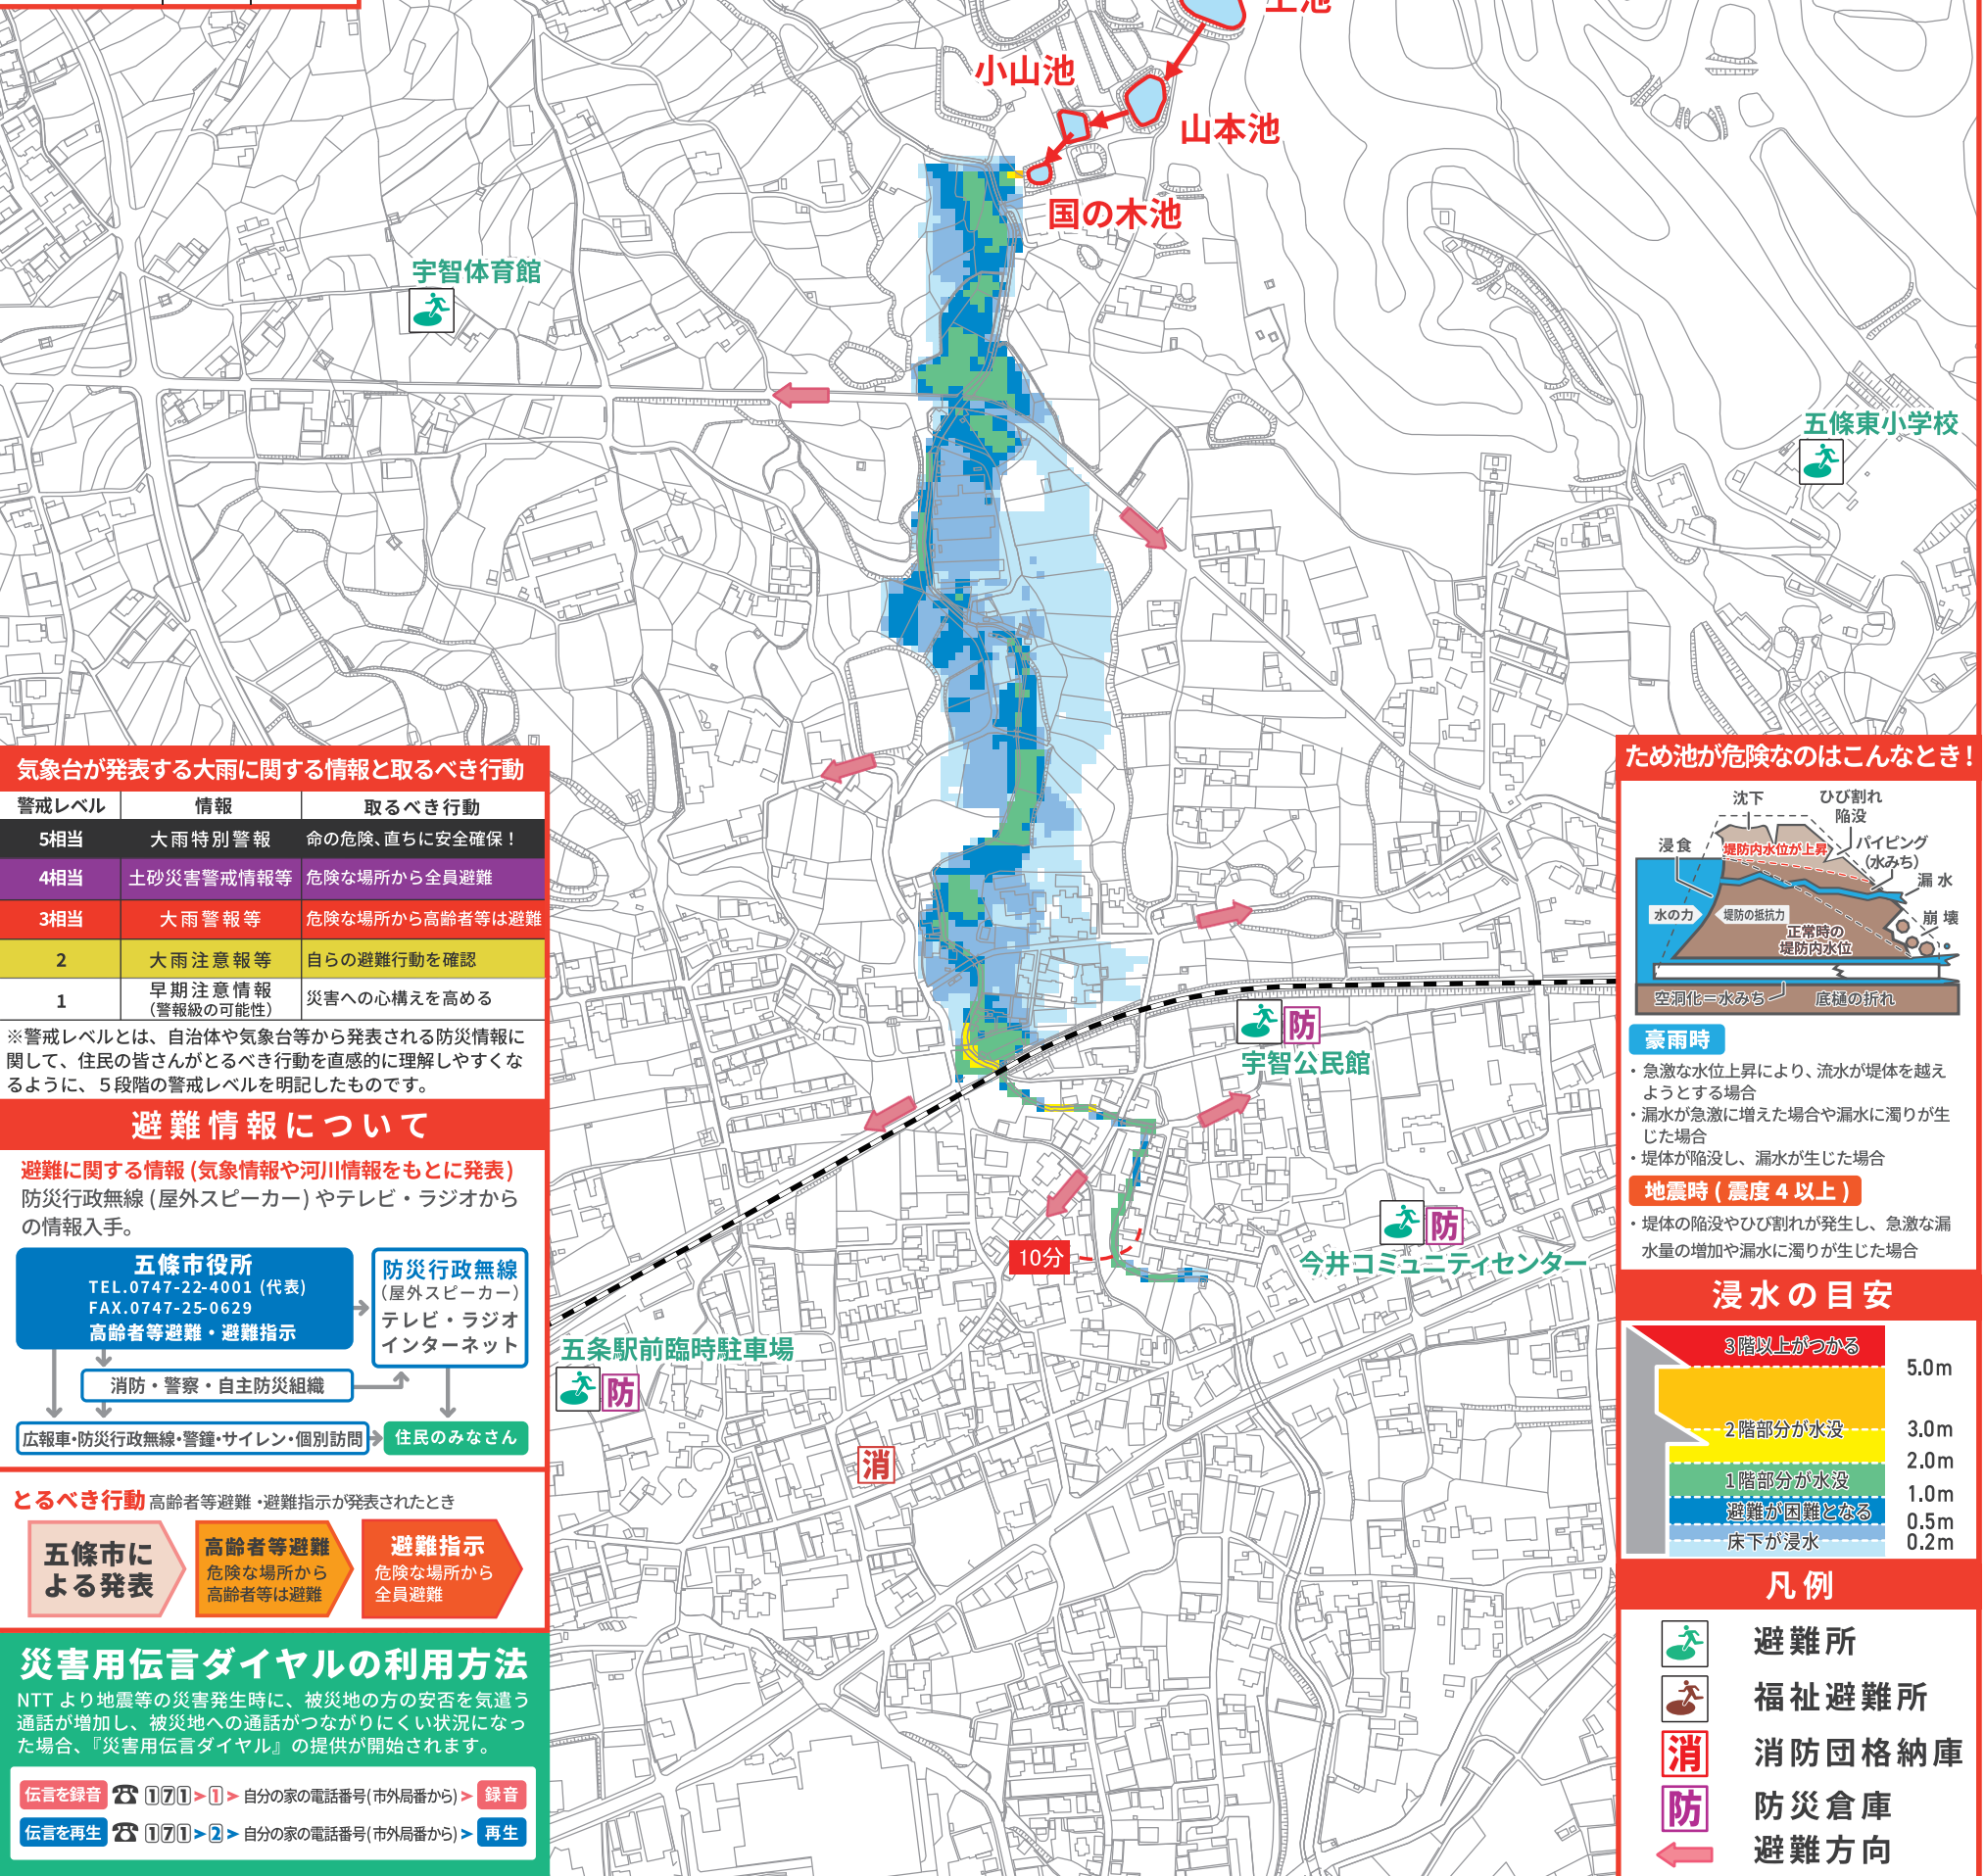 小山池
山本池
国の木池
宇智体育館
五條東小学校
宇智公民館
防
今井コミュニティセンター
防
10分
五条駅前臨時駐車場
防
消
気象台が発表する大雨に関する情報と取るべき行動
警戒レベル 情報 取るべき行動
5相当 大雨特別警報 命の危険、直ちに安全確保！
4相当 土砂災害警戒情報等 危険な場所から全員避難
3相当 大雨警報等 危険な場所から高齢者等は避難
2 大雨注意報等 自らの避難行動を確認
1 早期注意情報 災害への心構えを高める
(警報級の可能性)
※警戒レベルとは、自治体や気象台等から発表される防災情報に
関して、住民の皆さんがとるべき行動を直感的に理解しやすくな
るように、５段階の警戒レベルを明記したものです。
避難情報について
避難に関する情報 (気象情報や河川情報をもとに発表)
防災行政無線 (屋外スピーカー) やテレビ・ラジオから
の情報入手。
五條市役所
TEL.0747-22-4001 (代表)
FAX.0747-25-0629
高齢者等避難・避難指示
防災行政無線
(屋外スピーカー)
テレビ・ラジオ
インターネット
消防・警察・自主防災組織
広報車・防災行政無線・警鐘・サイレン・個別訪問
住民のみなさん
とるべき行動 高齢者等避難・避難指示が発表されたとき
五條市に
よる発表
高齢者等避難
危険な場所から
高齢者等は避難
避難指示
危険な場所から
全員避難
災害用伝言ダイヤルの利用方法
NTT より地震等の災害発生時に、被災地の方の安否を気遣う
通話が増加し、被災地への通話がつながりにくい状況になっ
た場合、『災害用伝言ダイヤル』の提供が開始されます。
伝言を録音 ☎ 171 > 1 > 自分の家の電話番号(市外局番から) > 録音
伝言を再生 ☎ 171 > 2 > 自分の家の電話番号(市外局番から) > 再生
ため池が危険なのはこんなとき！
沈下 ひび割れ
陥没
浸食 堤防内水位が上昇 パイピング
(水みち)
漏水
水の力 堤防の抵抗力 崩壊
正常時の
堤防内水位
空洞化＝水みち 底樋の折れ
豪雨時
・急激な水位上昇により、流水が堤体を越え
ようとする場合
・漏水が急激に増えた場合や漏水に濁りが生
じた場合
・堤体が陥没し、漏水が生じた場合
地震時 ( 震度 4 以上 )
・堤体の陥没やひび割れが発生し、急激な漏
水量の増加や漏水に濁りが生じた場合
浸水の目安
3階以上がつかる
5.0m
2階部分が水没 3.0m
2.0m
1階部分が水没
1.0m
避難が困難となる
0.5m
床下が浸水 0.2m
凡例
避難所
福祉避難所
消 消防団格納庫
防 防災倉庫
避難方向